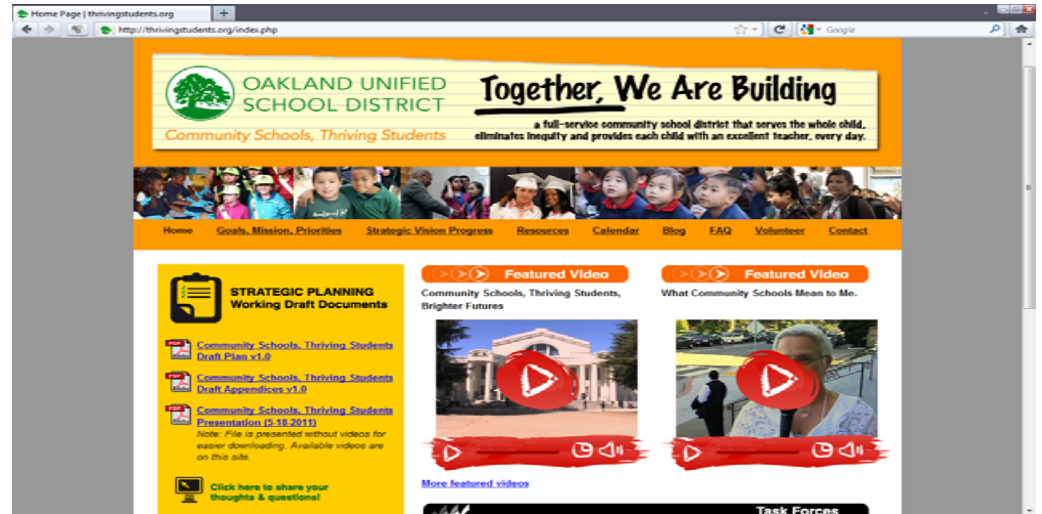 Home Page | thrivingstudents.org
http://thrivingstudents.org/index.php
Google
OAKLAND UNIFIED
SCHOOL DISTRICT
Community Schools, Thriving Students
Together, We Are Building
a full-service community school district that serves the whole child,
eliminates inequity and provides each child with an excellent teacher, every day.
Home Goals, Mission, Priorities Strategic Vision Progress Resources Calendar Blog FAQ Volunteer Contact
STRATEGIC PLANNING
Working Draft Documents
PDF
Community Schools, Thriving Students
Draft Plan v1.0
PDF
Community Schools, Thriving Students
Draft Appendices v1.0
PDF
Community Schools, Thriving Students
Presentation (5-18-2011)
Note: File is presented without videos for
easier downloading. Available videos are
on this site.
Click here to share your
thoughts & questions!
Featured Video
Community Schools, Thriving Students,
Brighter Futures
More featured videos
Featured Video
What Community Schools Mean to Me.
Task Forces